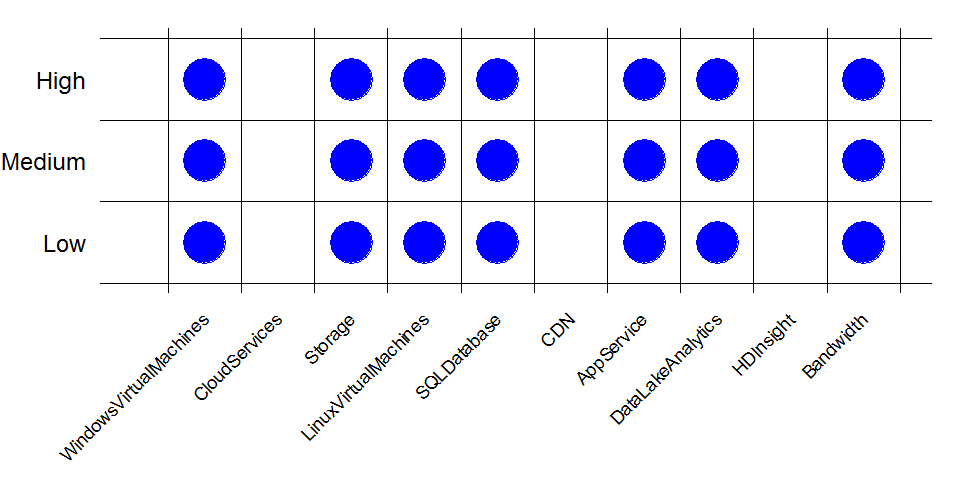 High
Medium
Low
WindowsVirtualMachines
CloudServices
Storage
LinuxVirtualMachines
SQLDatabase
CDN
AppService
DataLakeAnalytics
HDInsight
Bandwidth